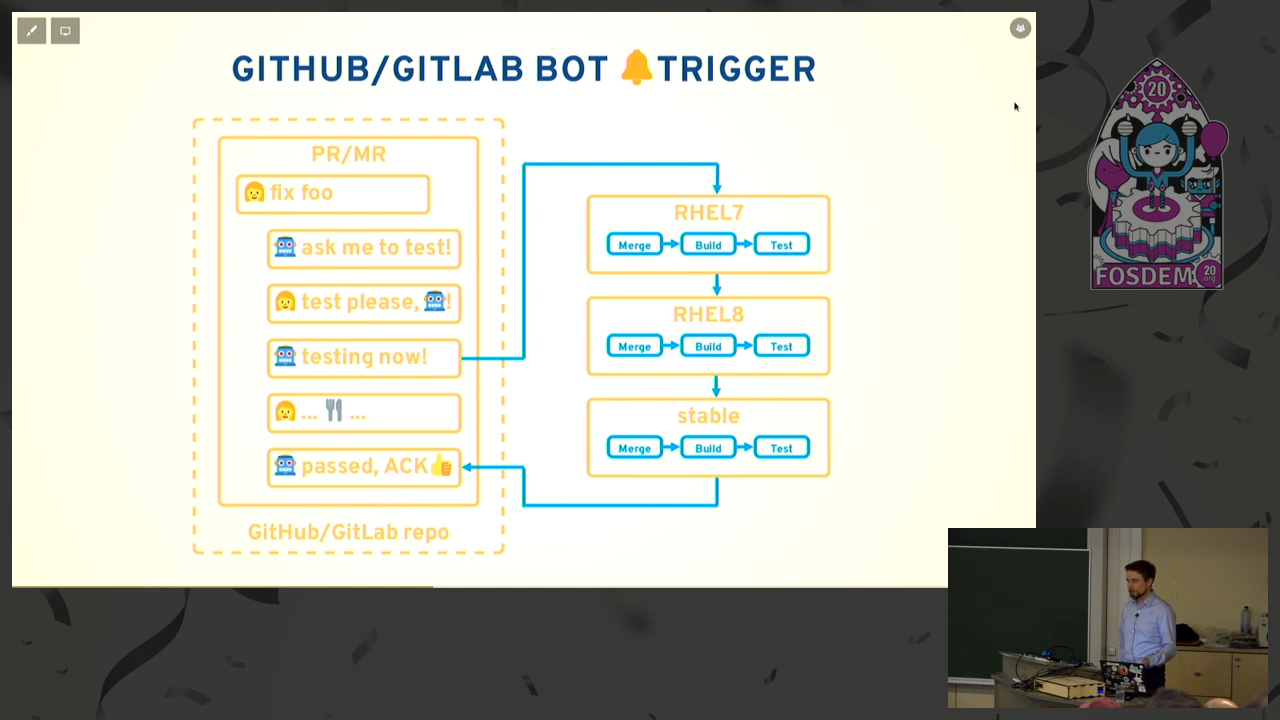 GITHUB/GITLAB BOT 🔔TRIGGER
PR/MR
👩 fix foo
🤖 ask me to test!
👩 test please, 🤖!
🤖 testing now!
👩 ... 🍴 ...
🤖 passed, ACK👍
GitHub/GitLab repo
RHEL7
Merge Build Test
RHEL8
Merge Build Test
stable
Merge Build Test
20
FOSDEM
20
org